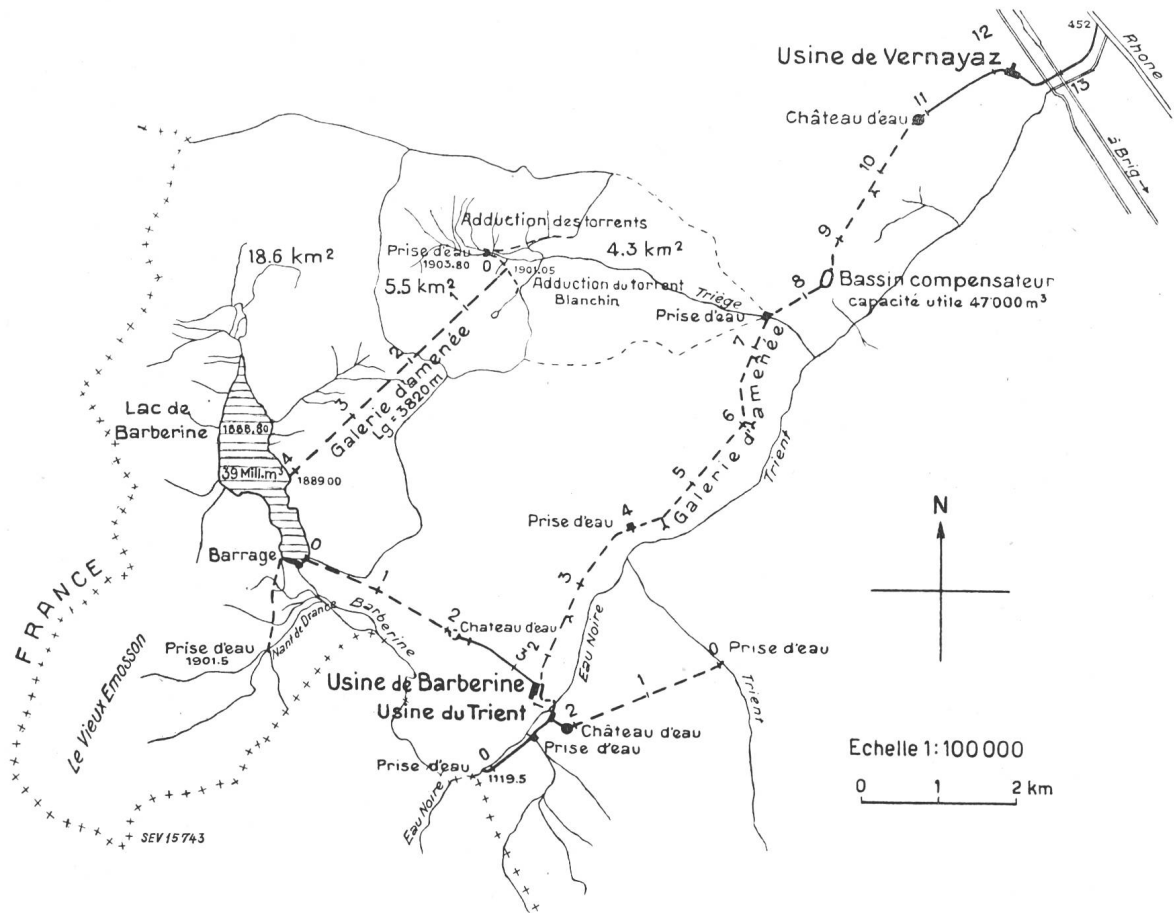 12
452
Rhone
Usine de Vernayaz
13
11
Château d'eau
à Brig
10
Adduction des torrents
9
18.6 km²
Prise d'eau
1903.80
0
1901.05
4.3 km²
5.5 km²
Adduction du torrent
Blanchin
8
Bassin compensateur
capacité utile 47'000 m³
Triège
Prise d'eau
7
2
Galerie d'amenée
Lg = 3820 m
3
6
Lac de
Barberine
1888.80
4
39 Mill. m³
1889 00
5
Galerie d'amenée
Trient
4
Prise d'eau
N
Barrage
0
3
1
FRANCE
Barberine
2
Chateau d'eau
Nant de Drance
Eau Noire
Prise d'eau
1901.5
3
2
0
Prise d'eau
Usine de Barberine
1
Trient
Usine du Trient
2
Le Vieux Emosson
Château d'eau
0
Prise d'eau
Prise d'eau
1119.5
Echelle 1:100 000
0 1 2 km
Eau Noire
SEV 15743